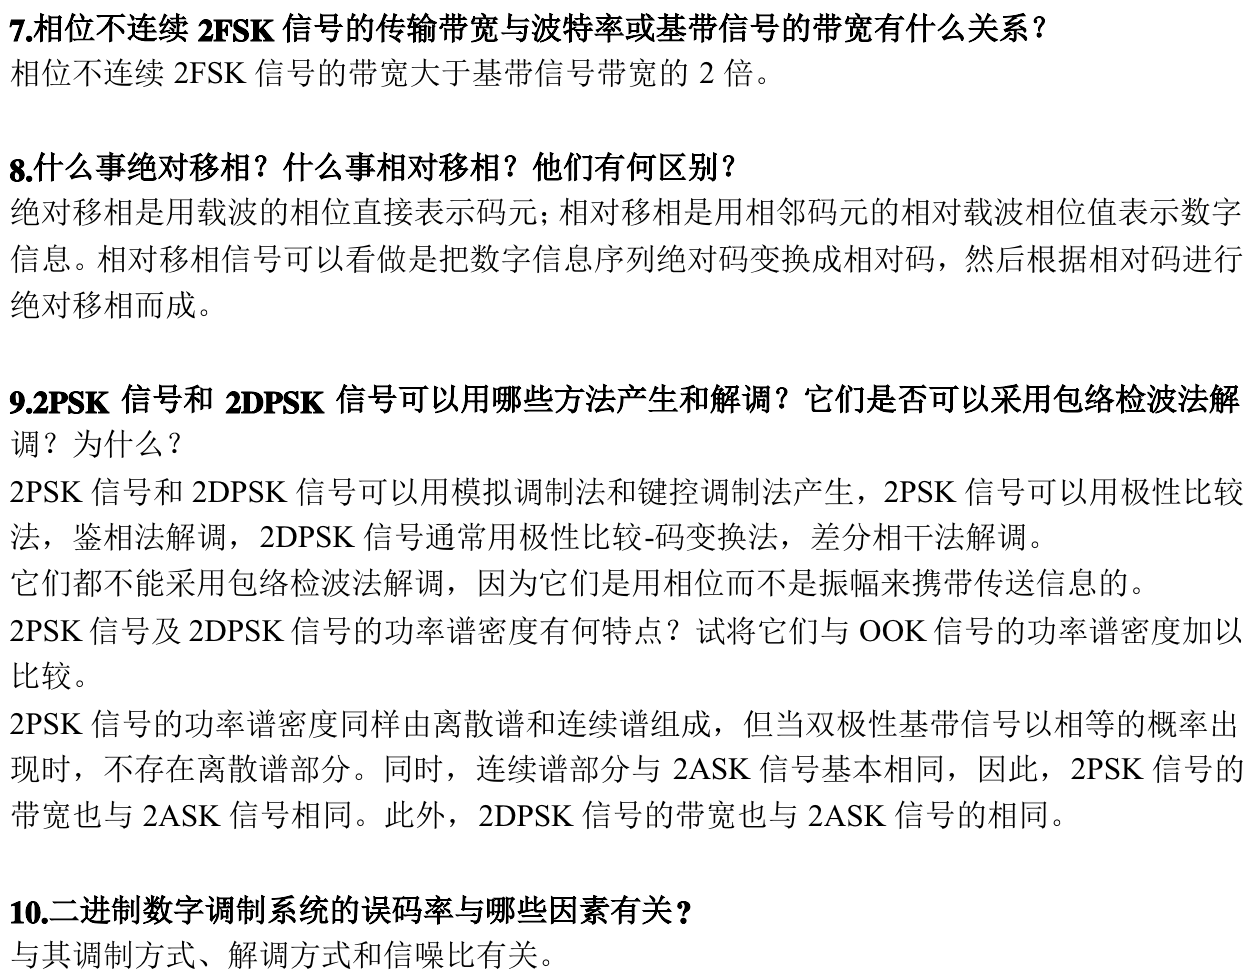 7.相位不连续 2FSK 信号的传输带宽与波特率或基带信号的带宽有什么关系？
相位不连续 2FSK 信号的带宽大于基带信号带宽的 2 倍。
8.什么事绝对移相？什么事相对移相？他们有何区别？
绝对移相是用载波的相位直接表示码元；相对移相是用相邻码元的相对载波相位值表示数字
信息。相对移相信号可以看做是把数字信息序列绝对码变换成相对码，然后根据相对码进行
绝对移相而成。
9.2PSK 信号和 2DPSK 信号可以用哪些方法产生和解调？它们是否可以采用包络检波法解
调？为什么？
2PSK 信号和 2DPSK 信号可以用模拟调制法和键控调制法产生，2PSK 信号可以用极性比较
法，鉴相法解调，2DPSK 信号通常用极性比较-码变换法，差分相干法解调。
它们都不能采用包络检波法解调，因为它们是用相位而不是振幅来携带传送信息的。
2PSK 信号及 2DPSK 信号的功率谱密度有何特点？试将它们与 OOK 信号的功率谱密度加以
比较。
2PSK 信号的功率谱密度同样由离散谱和连续谱组成，但当双极性基带信号以相等的概率出
现时，不存在离散谱部分。同时，连续谱部分与 2ASK 信号基本相同，因此，2PSK 信号的
带宽也与 2ASK 信号相同。此外，2DPSK 信号的带宽也与 2ASK 信号的相同。
10.二进制数字调制系统的误码率与哪些因素有关?
与其调制方式、解调方式和信噪比有关。